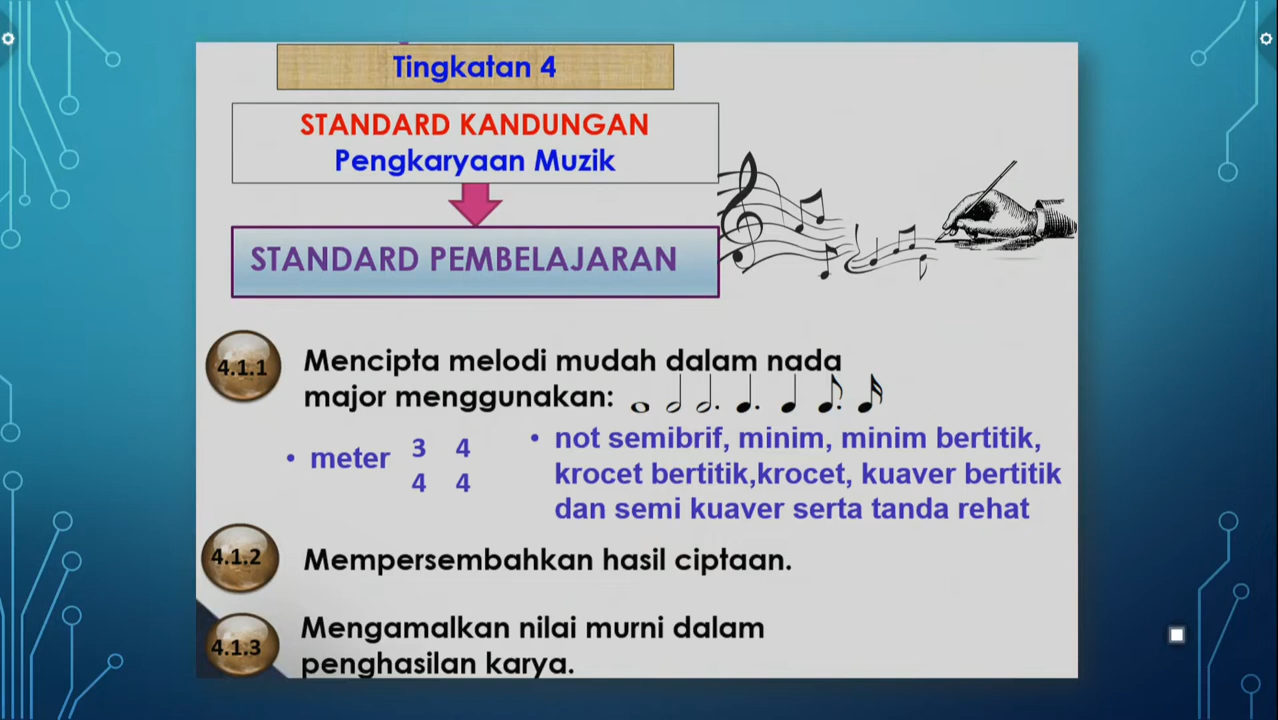 Tingkatan 4
STANDARD KANDUNGAN
Pengkaryaan Muzik
STANDARD PEMBELAJARAN
4.1.1
Mencipta melodi mudah dalam nada
major menggunakan:
• meter
3 4
4 4
• not semibrif, minim, minim bertitik,
krocet bertitik,krocet, kuaver bertitik
dan semi kuaver serta tanda rehat
4.1.2
Mempersembahkan hasil ciptaan.
4.1.3
Mengamalkan nilai murni dalam
penghasilan karya.